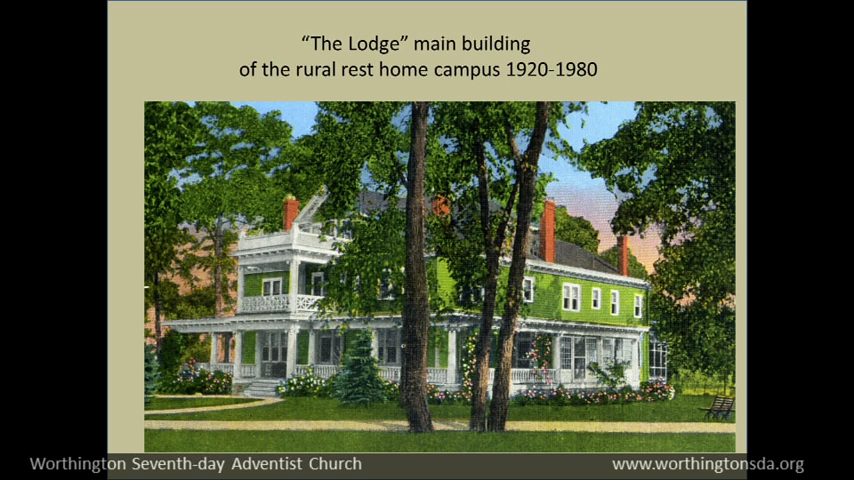 “The Lodge” main building
of the rural rest home campus 1920-1980
Worthington Seventh-day Adventist Church
www.worthingtonsda.org